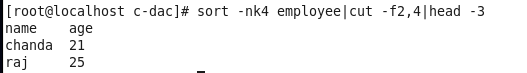 [root@localhost c-dac]# sort -nk4 employee|cut -f2,4|head -3
name    age
chanda  21
raj     25